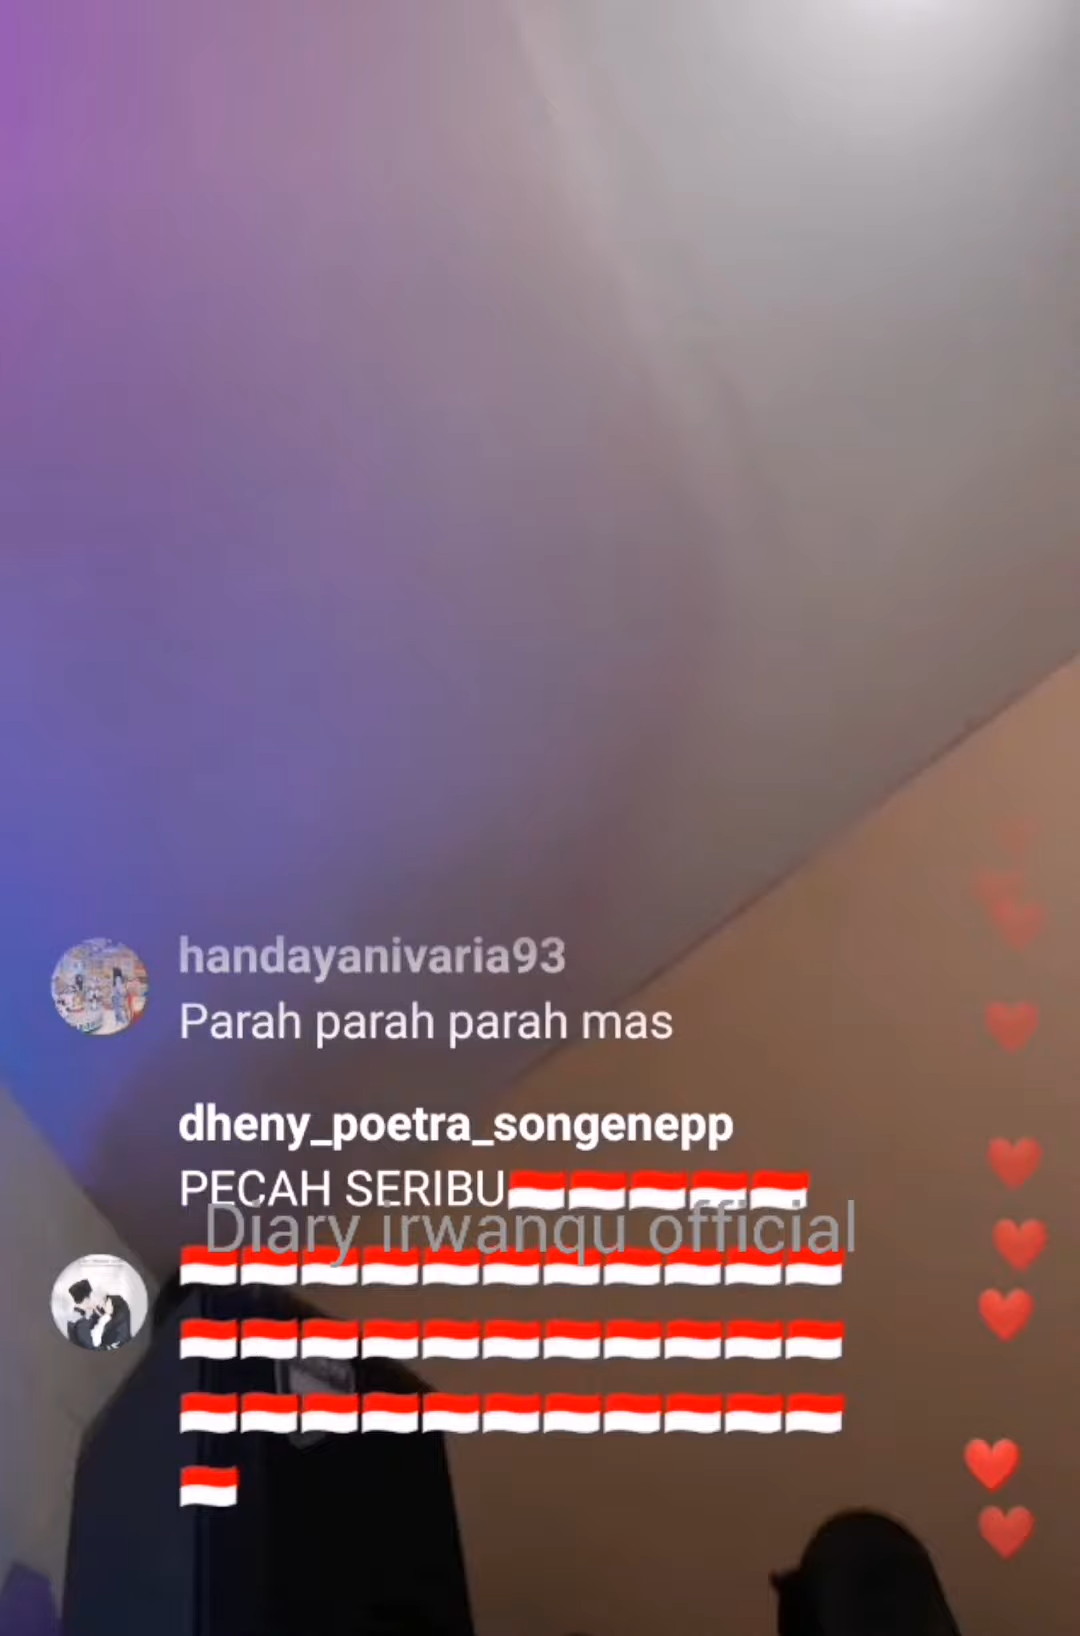 handayanivaria93
Parah parah parah mas
dheny_poetra_songenepp
PECAH SERIBU🇮🇩🇮🇩🇮🇩🇮🇩🇮🇩
Diary irwanqu official
🇮🇩🇮🇩🇮🇩🇮🇩🇮🇩🇮🇩🇮🇩🇮🇩🇮🇩🇮🇩🇮🇩
🇮🇩🇮🇩🇮🇩🇮🇩🇮🇩🇮🇩🇮🇩🇮🇩🇮🇩🇮🇩🇮🇩
🇮🇩🇮🇩🇮🇩🇮🇩🇮🇩🇮🇩🇮🇩🇮🇩🇮🇩🇮🇩🇮🇩
🇮🇩